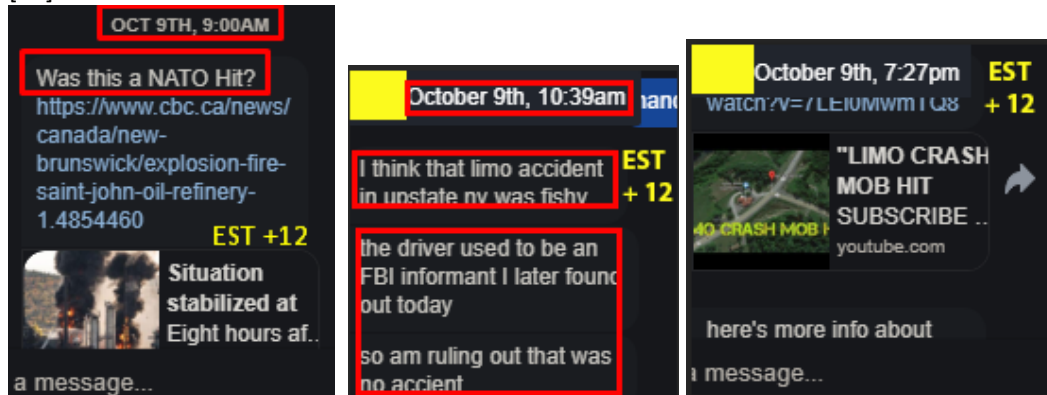 OCT 9TH, 9:00AM
Was this a NATO Hit?
https://www.cbc.ca/news/
canada/new-
brunswick/explosion-fire-
saint-john-oil-refinery-
1.4854460
EST +12
Situation
stabilized at
Eight hours af..
a message...
October 9th, 10:39am
I think that limo accident
in upstate ny was fishy
EST
+ 12
the driver used to be an
FBI informant I later found
out today
so am ruling out that was
no accient
October 9th, 7:27pm
EST
+ 12
"LIMO CRASH
MOB HIT
SUBSCRIBE ..
youtube.com
MO CRASH MOB H
here's more info about
a message...